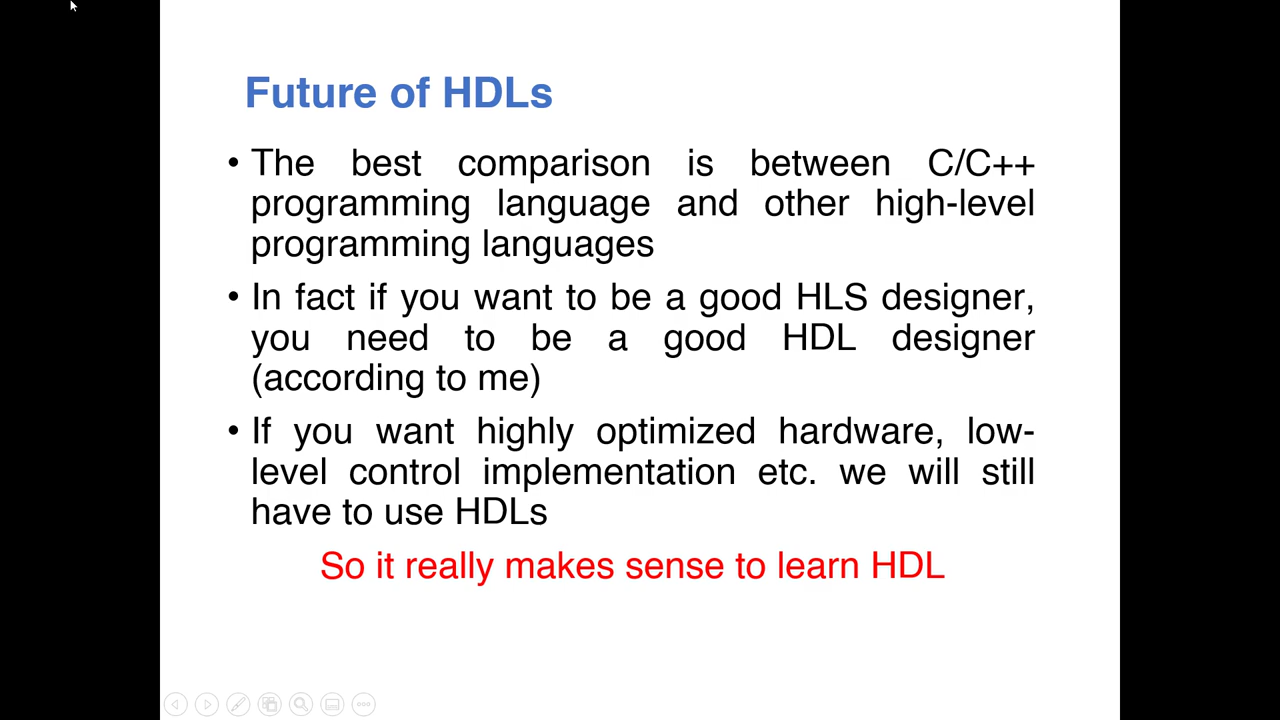 Future of HDLs
• The best comparison is between C/C++
programming language and other high-level
programming languages
• In fact if you want to be a good HLS designer,
you need to be a good HDL designer
(according to me)
• If you want highly optimized hardware, low-
level control implementation etc. we will still
have to use HDLs
So it really makes sense to learn HDL